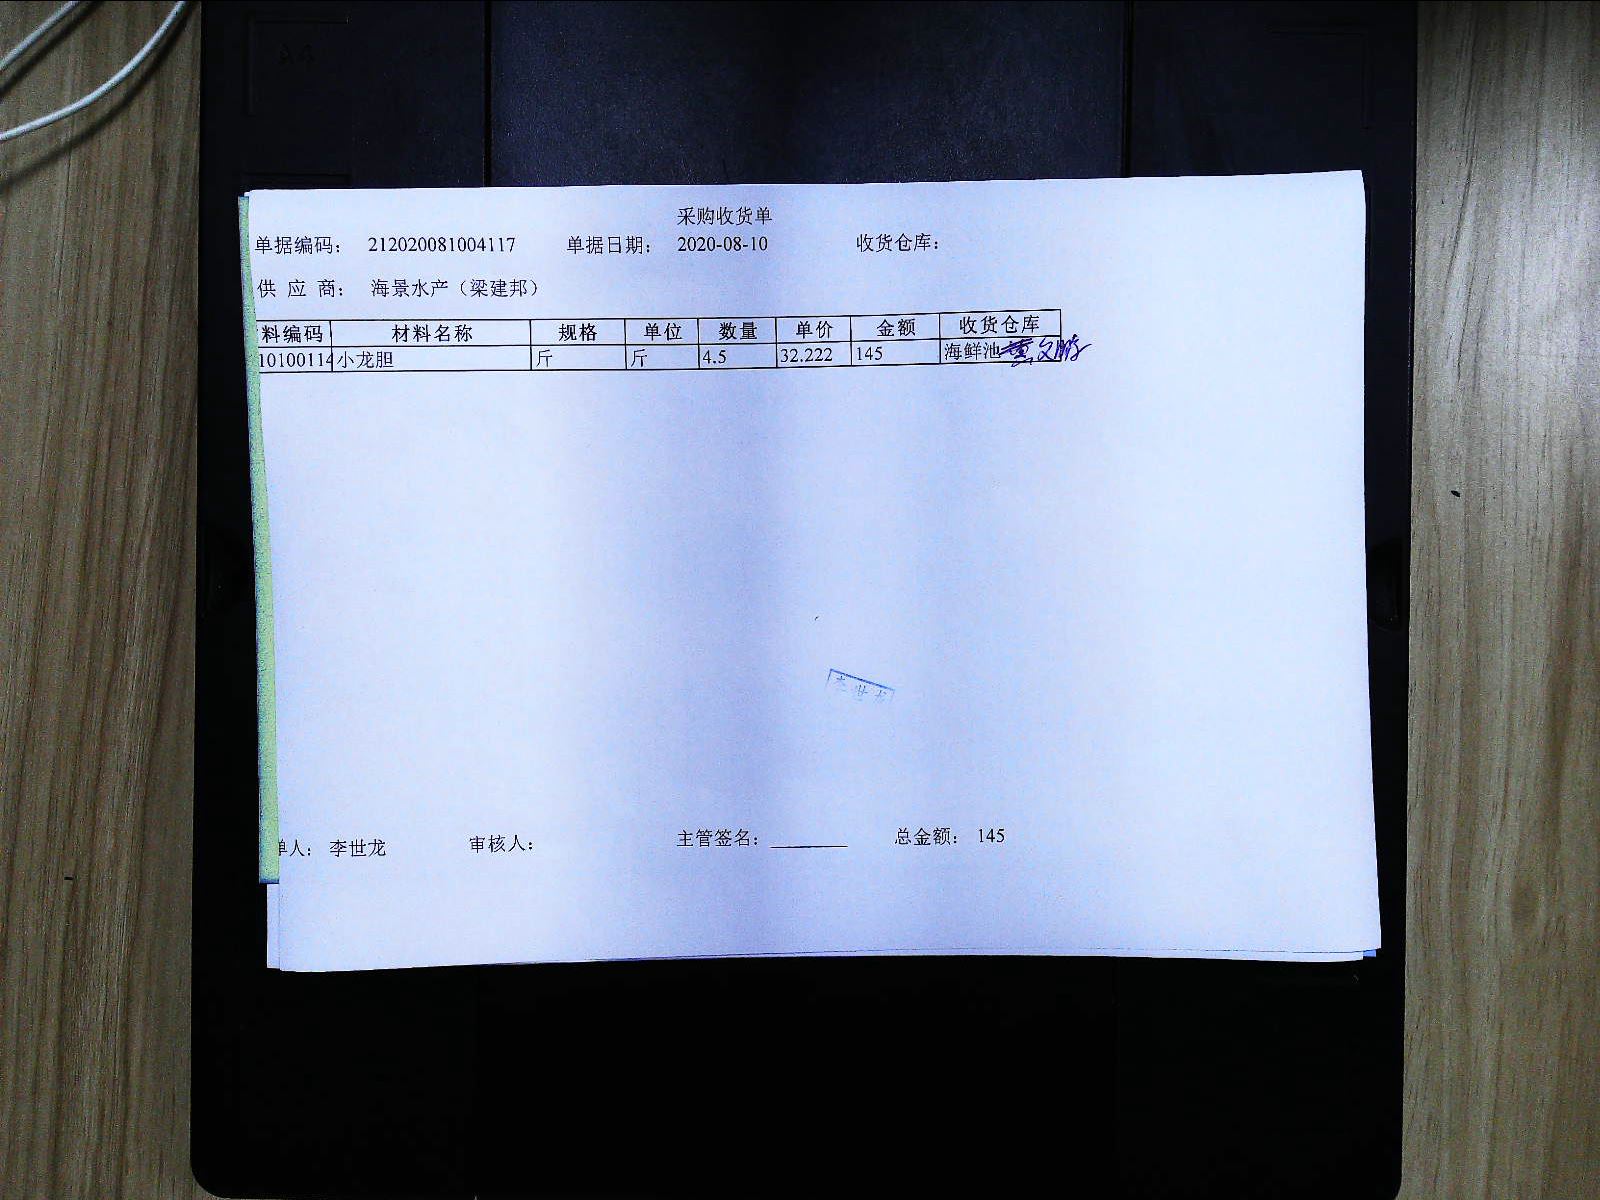 采购收货单
单据编码： 212020081004117 单据日期： 2020-08-10 收货仓库：
供 应 商： 海景水产（梁建邦）
料编码 材料名称 规格 单位 数量 单价 金额 收货仓库
10100114 小龙胆 斤 斤 4.5 32.222 145 海鲜池
李世龙
单人： 李世龙 审核人： 主管签名： 总金额： 145